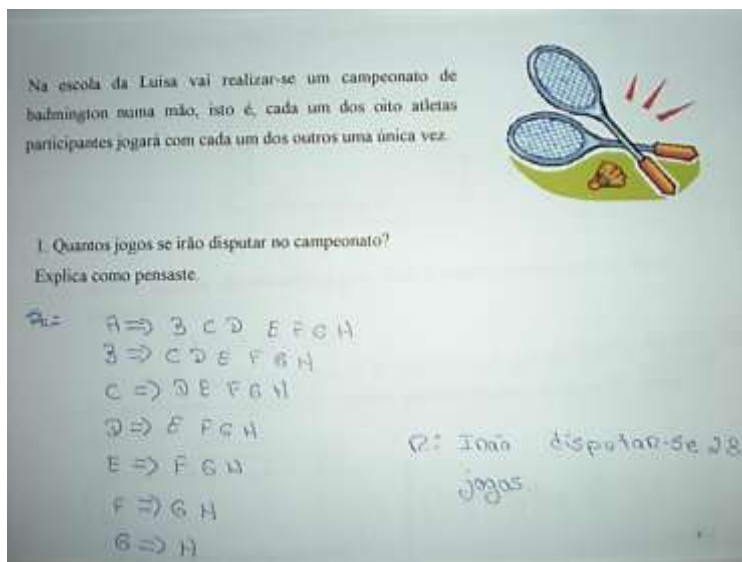 Na escola da Luísa vai realizar-se um campeonato de
badmington numa mão, isto é, cada um dos oito atletas
participantes jogará com cada um dos outros uma única vez.
1. Quantos jogos se irão disputar no campeonato?
Explica como pensaste.
A => B C D E F G H
B => C D E F G H
C => D E F G H
D => E F G H
E => F G H
F => G H
G => H
R: Irão disputar-se 28
jogos.